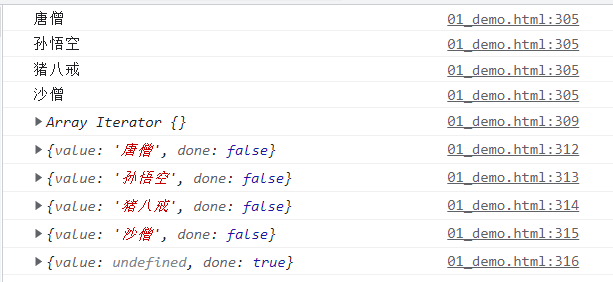 唐僧 01_demo.html:305
孙悟空 01_demo.html:305
猪八戒 01_demo.html:305
沙僧 01_demo.html:305
Array Iterator {} 01_demo.html:309
{value: '唐僧', done: false} 01_demo.html:312
{value: '孙悟空', done: false} 01_demo.html:313
{value: '猪八戒', done: false} 01_demo.html:314
{value: '沙僧', done: false} 01_demo.html:315
{value: undefined, done: true} 01_demo.html:316